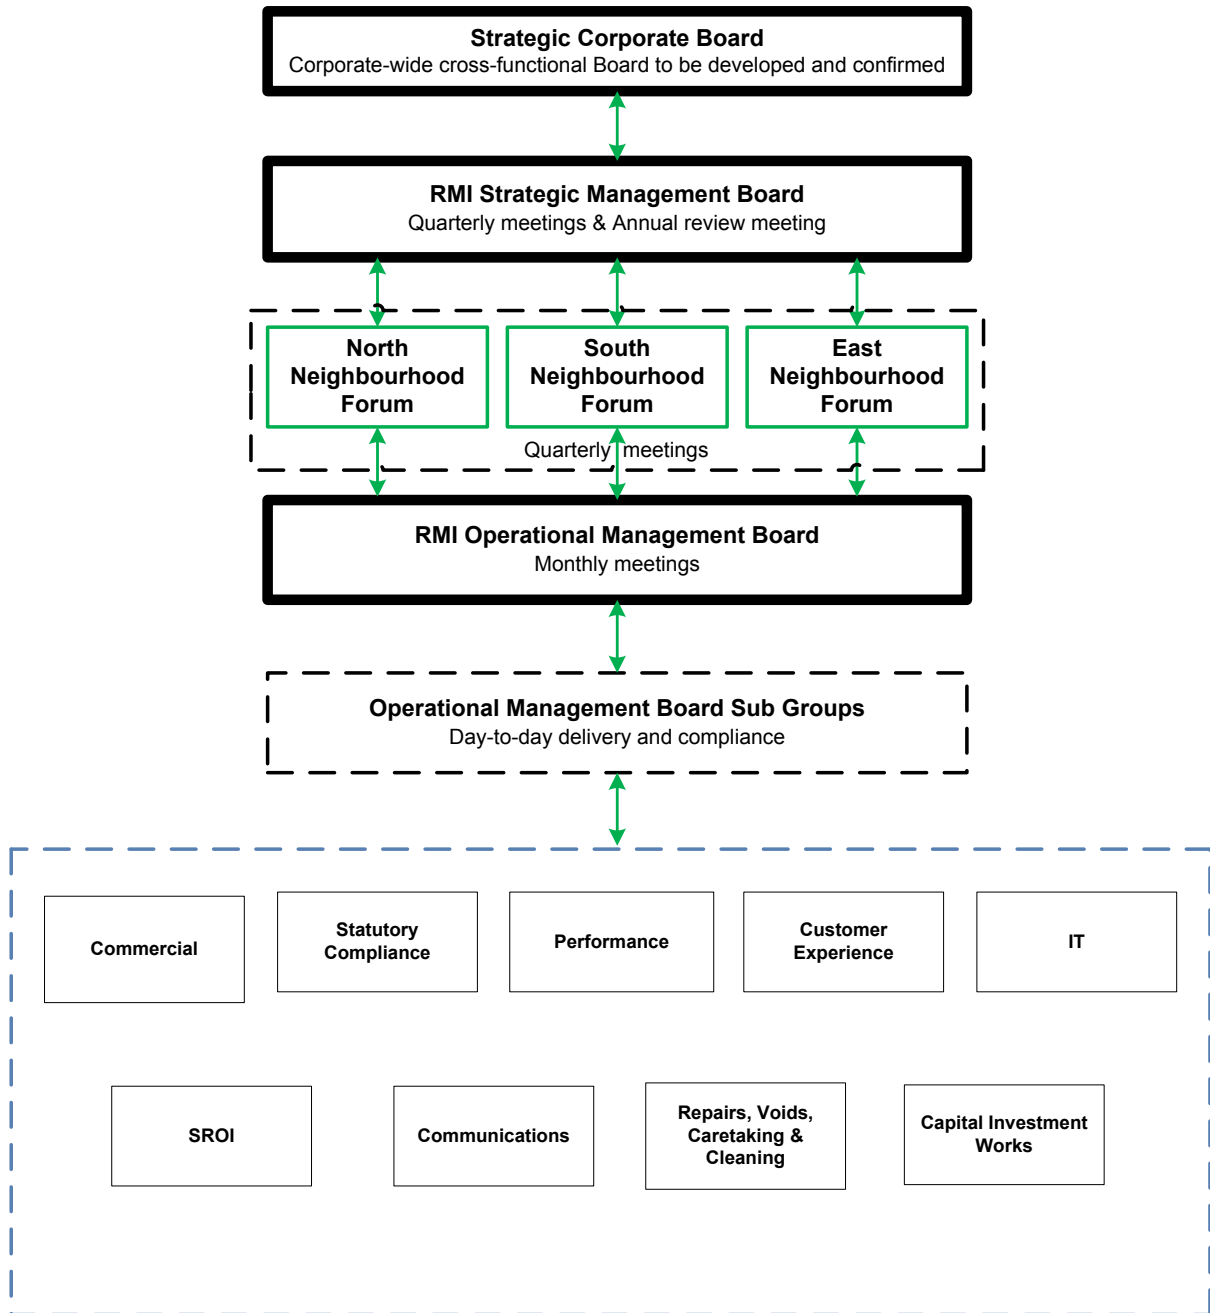 Strategic Corporate Board
Corporate-wide cross-functional Board to be developed and confirmed
RMI Strategic Management Board
Quarterly meetings & Annual review meeting
North
Neighbourhood
Forum
South
Neighbourhood
Forum
East
Neighbourhood
Forum
Quarterly meetings
RMI Operational Management Board
Monthly meetings
Operational Management Board Sub Groups
Day-to-day delivery and compliance
Commercial
Statutory
Compliance
Performance
Customer
Experience
IT
SROI
Communications
Repairs, Voids,
Caretaking &
Cleaning
Capital Investment
Works